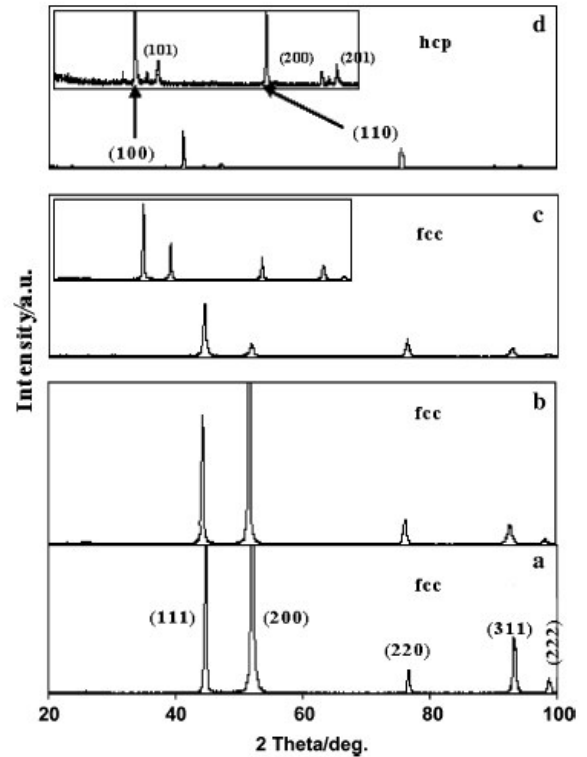 d
hcp
(101)
(200)
(201)
(100)
(110)
c
fcc
Intensity/a.u.
b
fcc
a
fcc
(111)
(200)
(220)
(311)
(222)
20 40 60 80 100
2 Theta/deg.